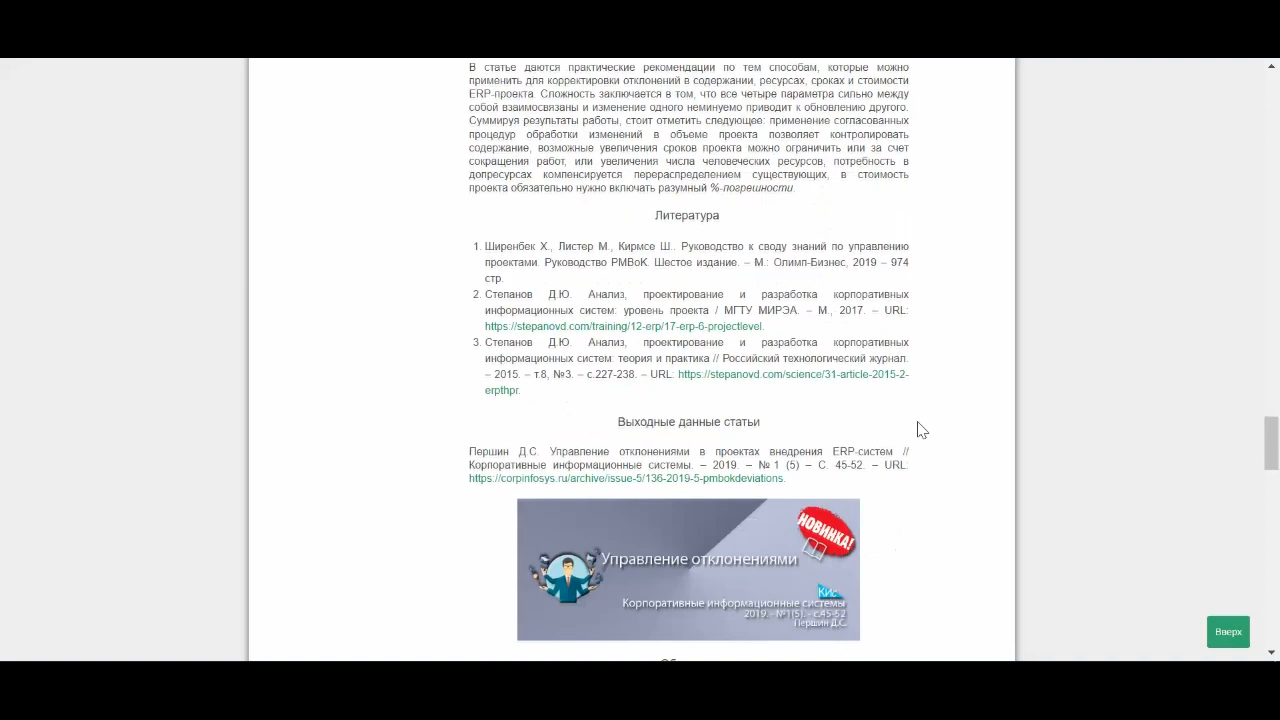 В статье даются практические рекомендации по тем способам, которые можно
применить для корректировки отклонений в содержании, ресурсах, сроках и стоимости
ERP-проекта. Сложность заключается в том, что все четыре параметра сильно между
собой взаимосвязаны и изменение одного неминуемо приводит к обновлению другого.
Суммируя результаты работы, стоит отметить следующее: применение согласованных
процедур обработки изменений в объеме проекта позволяет контролировать
содержание, возможные увеличения сроков проекта можно ограничить или за счет
сокращения работ, или увеличения числа человеческих ресурсов, потребность в
допресурсах компенсируется перераспределением существующих, в стоимость
проекта обязательно нужно включать разумный %-погрешности.
Литература
1. Ширенбек Х., Листер М., Кирмсе Ш.. Руководство к своду знаний по управлению
проектами. Руководство PMBoK. Шестое издание. – М.: Олимп-Бизнес, 2019 – 974
стр.
2. Степанов Д.Ю. Анализ, проектирование и разработка корпоративных
информационных систем: уровень проекта / МГТУ МИРЭА. – М., 2017. – URL:
https://stepanovd.com/training/12-erp/17-erp-6-projectlevel.
3. Степанов Д.Ю. Анализ, проектирование и разработка корпоративных
информационных систем: теория и практика // Российский технологический журнал.
– 2015. – т.8, №3. – с.227-238. – URL: https://stepanovd.com/science/31-article-2015-2-
erpthpr.
Выходные данные статьи
Першин Д.С. Управление отклонениями в проектах внедрения ERP-систем //
Корпоративные информационные системы. – 2019. – №1 (5) – С. 45-52. – URL:
https://corpinfosys.ru/archive/issue-5/136-2019-5-pmbokdeviations.
НОВИНКА!
Управление отклонениями
КИС
Корпоративные информационные системы
2019. - №1(5). - с.45-52
Першин Д.С.
Вверх